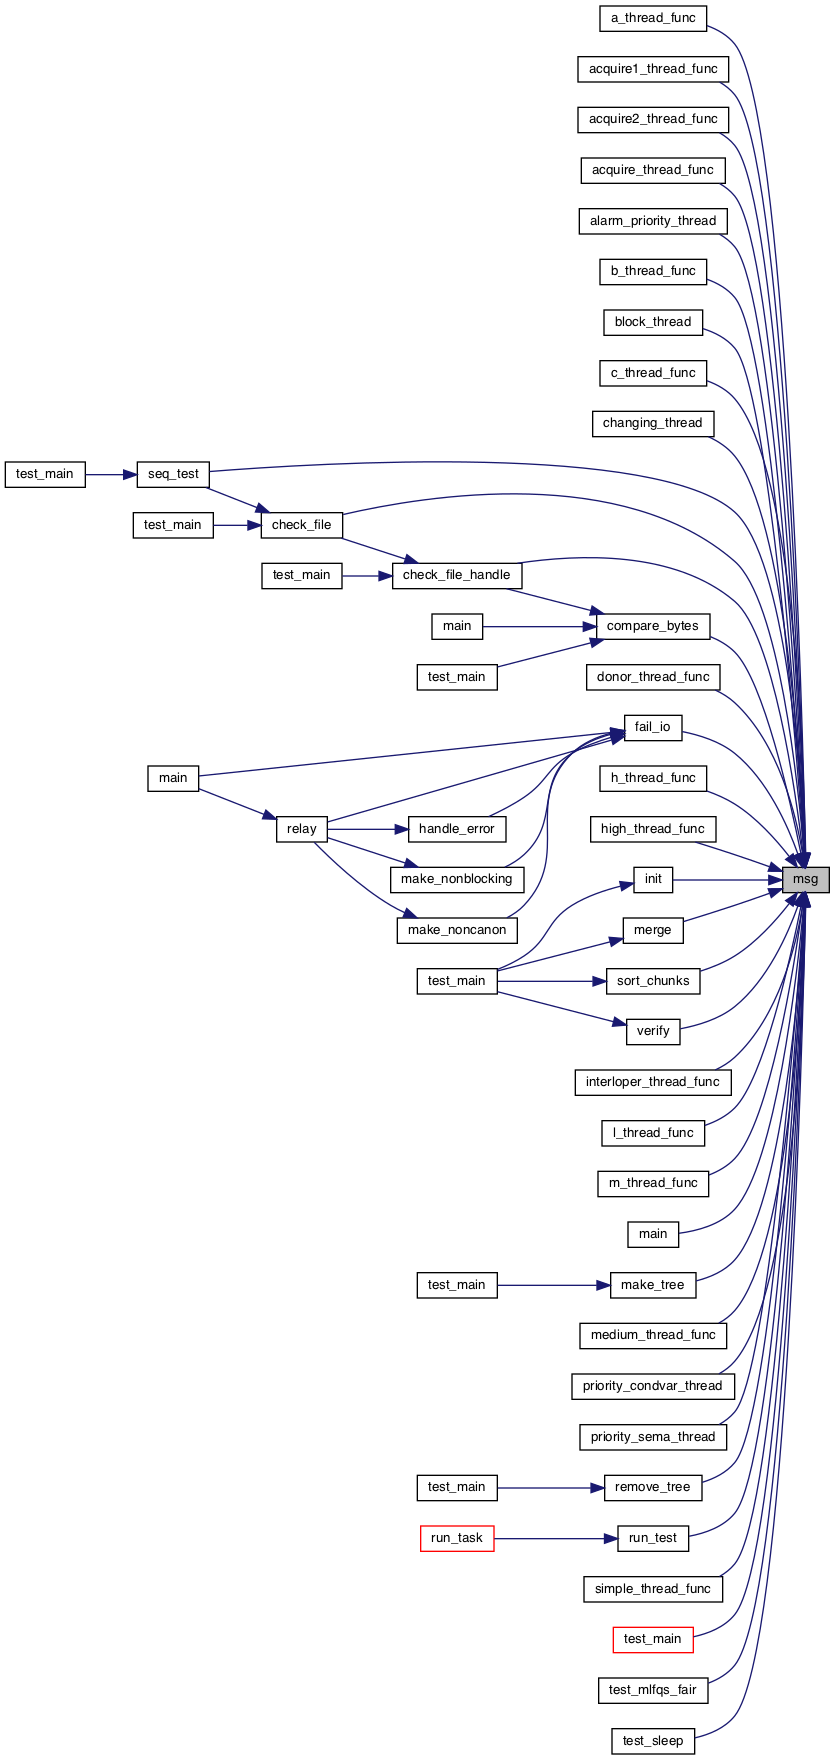 a_thread_func
acquire1_thread_func
acquire2_thread_func
acquire_thread_func
alarm_priority_thread
b_thread_func
block_thread
c_thread_func
changing_thread
test_main
seq_test
test_main
check_file
test_main
check_file_handle
main
compare_bytes
test_main
donor_thread_func
fail_io
main
h_thread_func
relay
handle_error
high_thread_func
make_nonblocking
init
msg
make_noncanon
merge
test_main
sort_chunks
verify
interloper_thread_func
l_thread_func
m_thread_func
main
test_main
make_tree
medium_thread_func
priority_condvar_thread
priority_sema_thread
test_main
remove_tree
run_task
run_test
simple_thread_func
test_main
test_mlfqs_fair
test_sleep